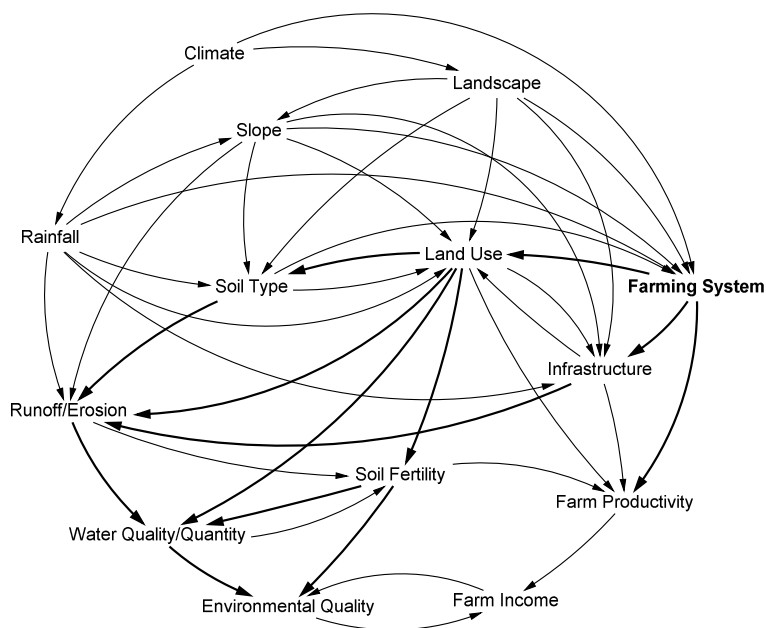 Climate
Landscape
Slope
Rainfall
Land Use
Soil Type
Farming System
Infrastructure
Runoff/Erosion
Soil Fertility
Farm Productivity
Water Quality/Quantity
Environmental Quality
Farm Income